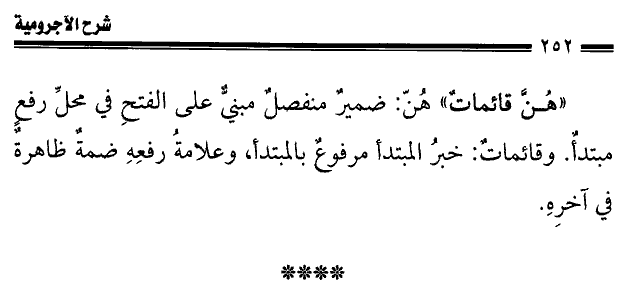 شرح الآجرومية
٢٥٢
«هُـنَّ قائماتٌ» هُنّ: ضميرٌ منفصلٌ مبنيٌّ على الفتحِ في محلِّ رفعٍ
مبتدأٌ. وقائماتٌ: خبرُ المبتدأ مرفوعٌ بالمبتدأ، وعلامةُ رفعِهِ ضمةٌ ظاهرةٌ
في آخرِهِ.
****